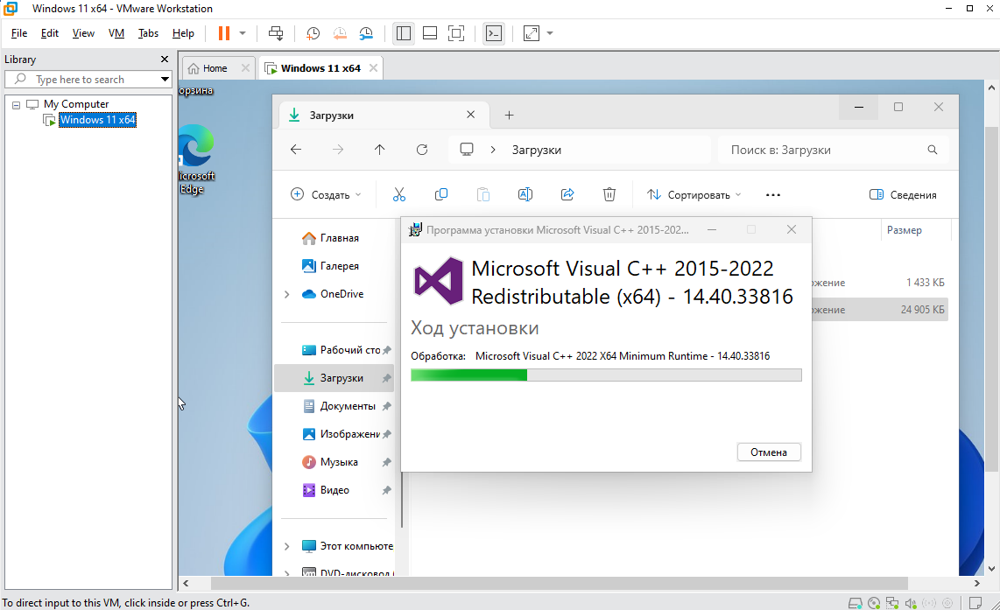 Windows 11 x64 - VMware Workstation
File Edit View VM Tabs Help
Library
Type here to search
My Computer
Windows 11 x64
Home
Windows 11 x64
орзина
icrosoft
Edge
Загрузки
Загрузки
Поиск в: Загрузки
Создать
Сортировать
Сведения
Главная
Галерея
OneDrive
Рабочий сто
Загрузки
Документы
Изображени
Музыка
Видео
Этот компьюте
DVD-дисковод (
Размер
ожение 1 433 КБ
ожение 24 905 КБ
Программа установки Microsoft Visual C++ 2015-202...
Microsoft Visual C++ 2015-2022
Redistributable (x64) - 14.40.33816
Ход установки
Обработка: Microsoft Visual C++ 2022 X64 Minimum Runtime - 14.40.33816
Отмена
To direct input to this VM, click inside or press Ctrl+G.